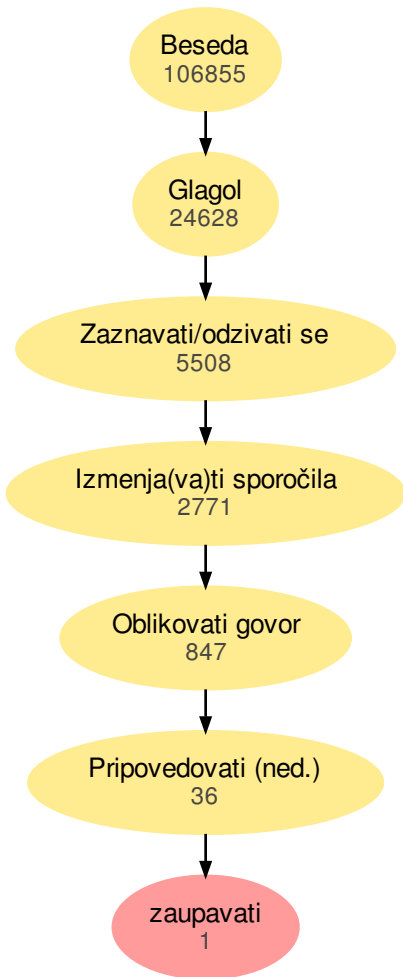 Beseda
106855
Glagol
24628
Zaznavati/odzivati se
5508
Izmenja(va)ti sporočila
2771
Oblikovati govor
847
Pripovedovati (ned.)
36
zaupavati
1